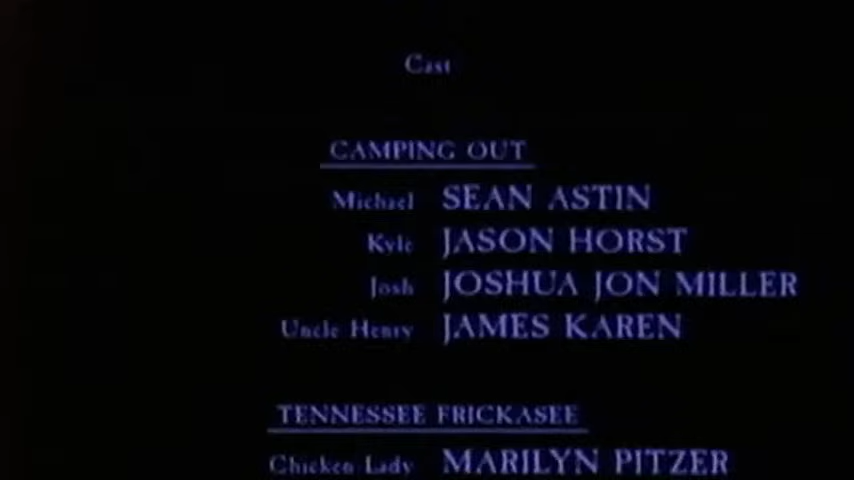 Cast
CAMPING OUT
Michael SEAN ASTIN
Kyle JASON HORST
Josh JOSHUA JON MILLER
Uncle Henry JAMES KAREN
TENNESSEE FRICKASEE
Chicken Lady MARILYN PITZER